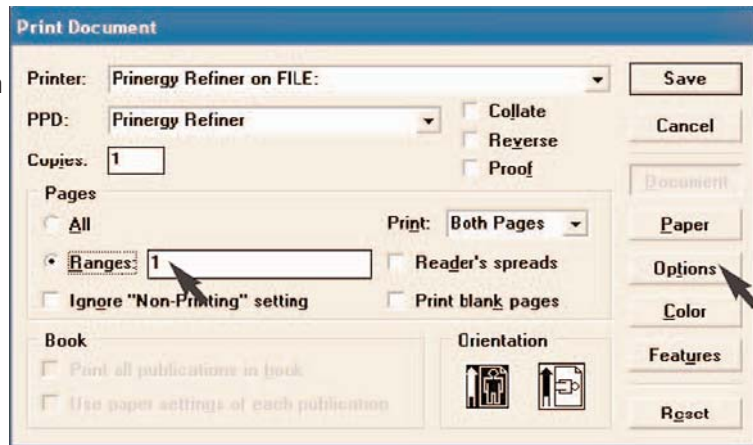 Print Document
Printer: Prinergy Refiner on FILE: Save
PPD: Prinergy Refiner Collate Cancel
Reverse
Copies: 1 Proof Document
Pages
All Print: Both Pages Paper
Ranges: 1 Reader's spreads Options
Ignore "Non-Printing" setting Print blank pages Color
Book Orientation
Print all publications in book Features
Use paper settings of each publication
Reset